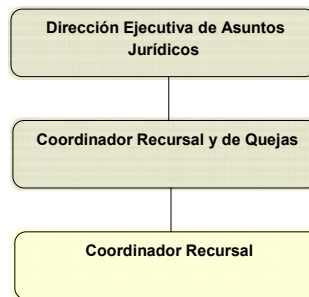 Dirección Ejecutiva de Asuntos
Jurídicos
Coordinador Recursal y de Quejas
Coordinador Recursal